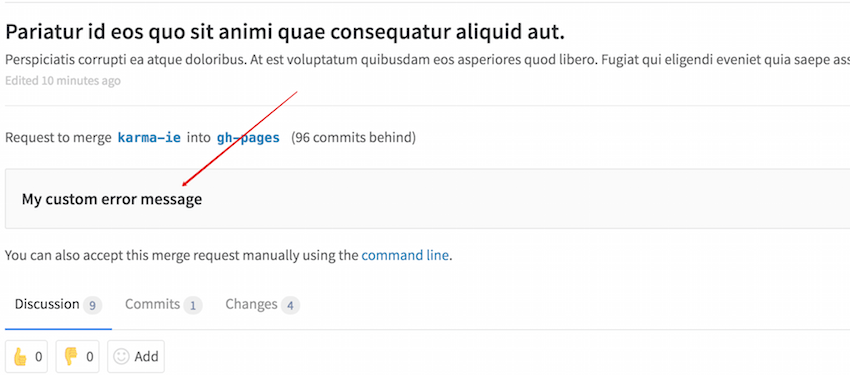 Pariatur id eos quo sit animi quae consequatur aliquid aut.
Perspiciatis corrupti ea atque doloribus. At est voluptatum quibusdam eos asperiores quod libero. Fugiat qui eligendi eveniet quia saepe
Edited 10 minutes ago
Request to merge karma-ie into gh-pages (96 commits behind)
My custom error message
You can also accept this merge request manually using the command line.
Discussion 9 Commits 1 Changes 4
0 0 Add